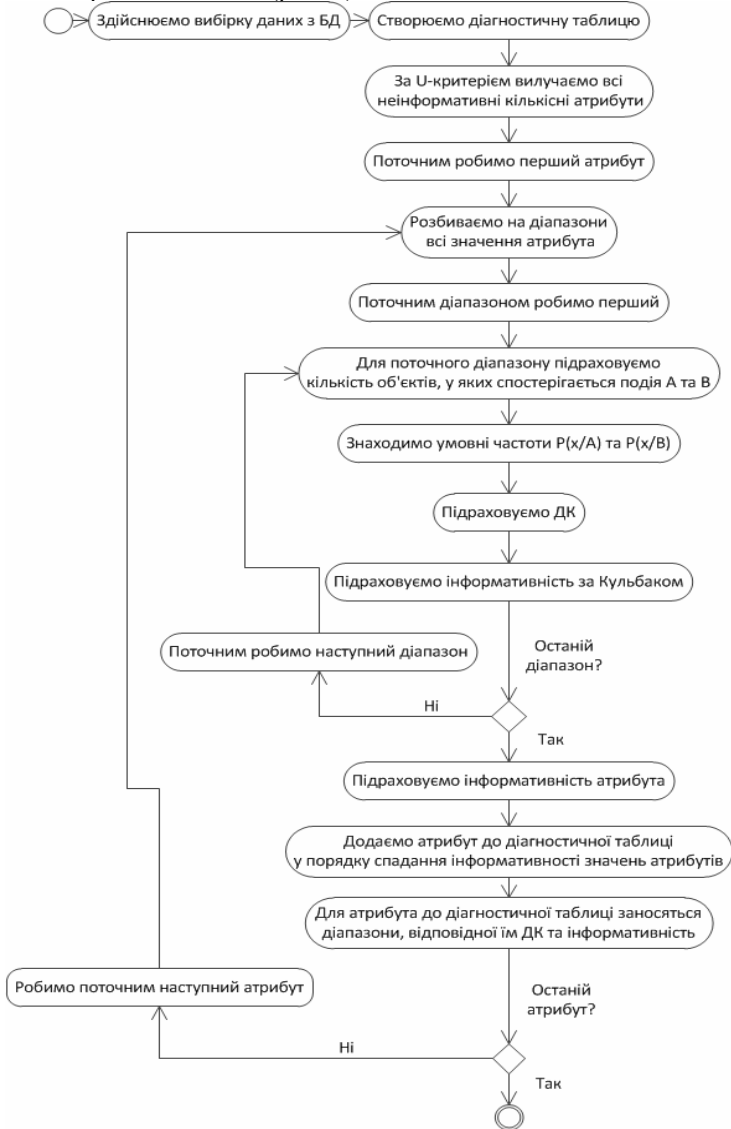 Здійснюємо вибірку даних з БД
Створюємо діагностичну таблицю
За U-критерієм вилучаємо всі
неінформативні кількісні атрибути
Поточним робимо перший атрибут
Розбиваємо на діапазони
всі значення атрибута
Поточним діапазоном робимо перший
Для поточного діапазону підраховуємо
кількість об'єктів, у яких спостерігається подія А та В
Знаходимо умовні частоти P(x/A) та P(x/B)
Підраховуємо ДК
Підраховуємо інформативність за Кульбаком
Поточним робимо наступний діапазон
Останій
діапазон?
Ні
Так
Підраховуємо інформативність атрибута
Додаємо атрибут до діагностичної таблиці
у порядку спадання інформативності значень атрибутів
Для атрибута до діагностичної таблиці заносяться
діапазони, відповідної їм ДК та інформативність
Робимо поточним наступний атрибут
Останій
атрибут?
Ні
Так